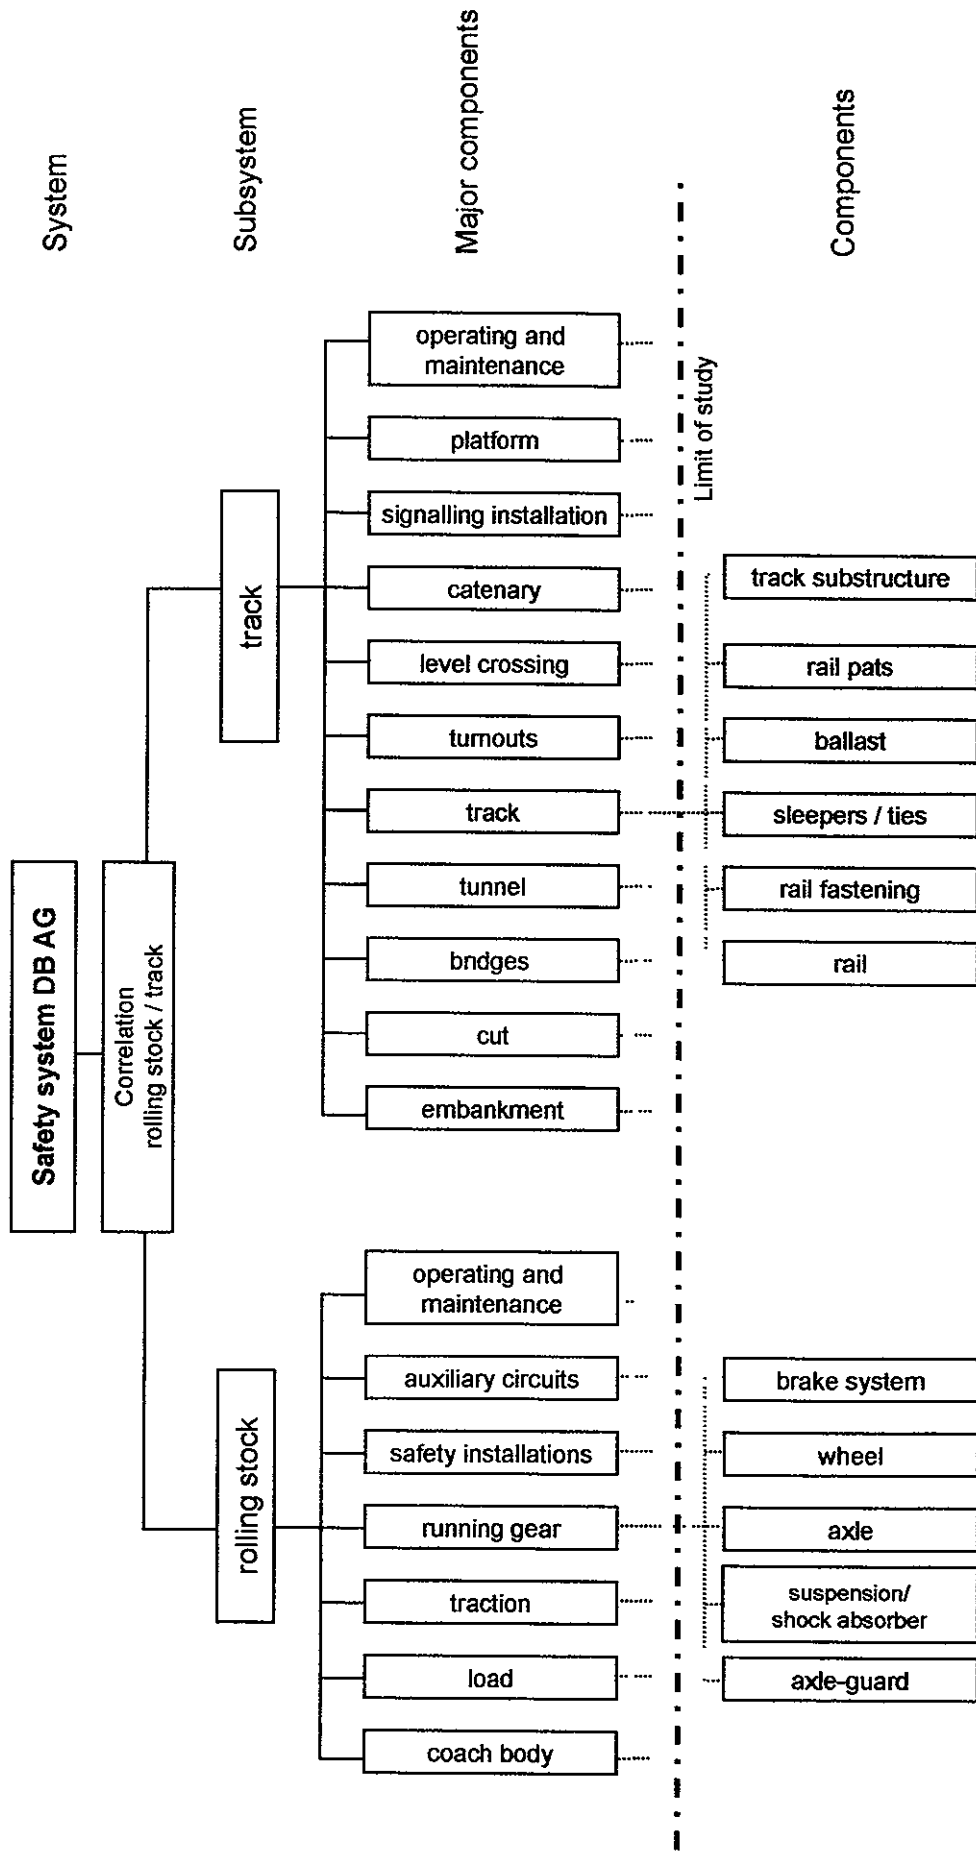 System
Safety system DB AG
Correlation
rolling stock / track
Subsystem
rolling stock
track
Major components
coach body
load
traction
running gear
safety installations
auxiliary circuits
operating and
maintenance
embankment
cut
bridges
tunnel
track
turnouts
level crossing
catenary
signalling installation
platform
operating and
maintenance
Limit of study
Components
axle-guard
suspension/
shock absorber
axle
wheel
brake system
rail
rail fastening
sleepers / ties
ballast
rail pats
track substructure